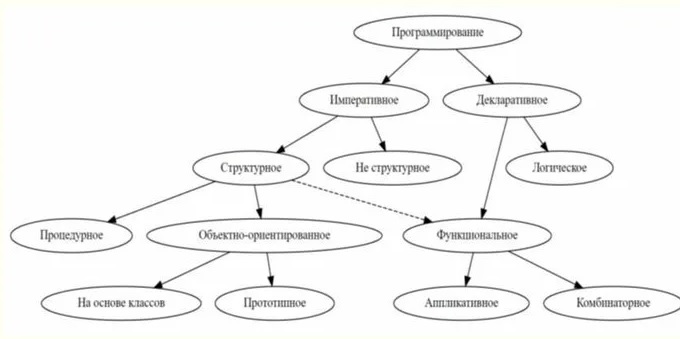 Программирование
Императивное
Декларативное
Структурное
Не структурное
Логическое
Процедурное
Объектно-ориентированное
Функциональное
На основе классов
Прототипное
Аппликативное
Комбинаторное